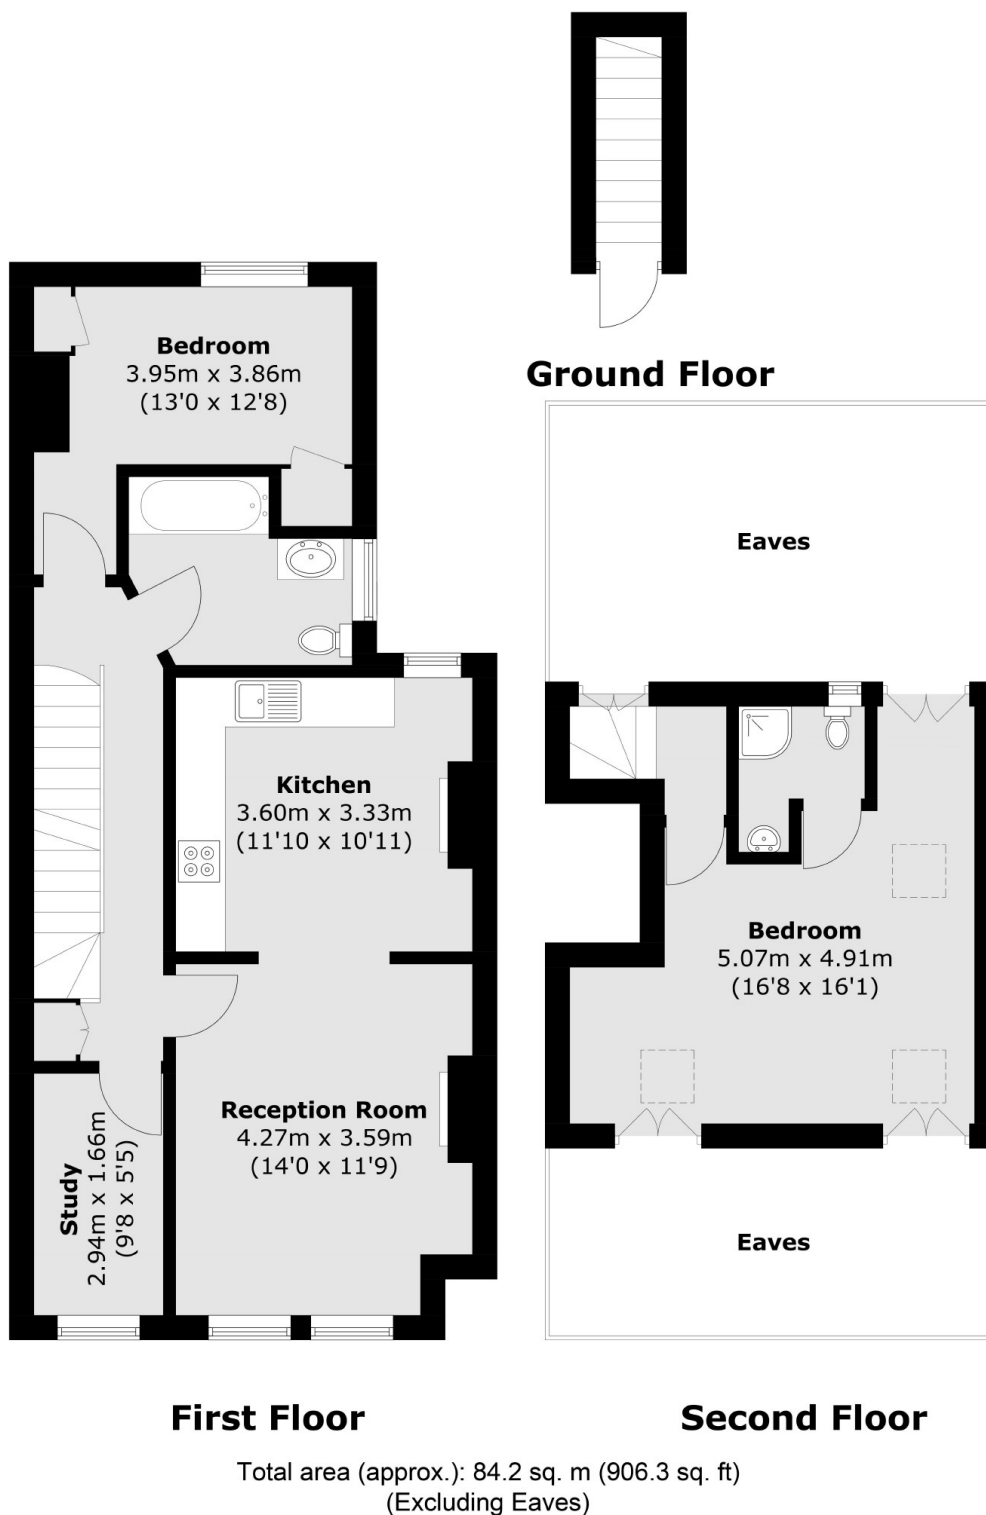 Ground Floor
Bedroom
3.95m x 3.86m
(13'0 x 12'8)
Kitchen
3.60m x 3.33m
(11'10 x 10'11)
Reception Room
4.27m x 3.59m
(14'0 x 11'9)
Study
2.94m x 1.66m
(9'8 x 5'5)
First Floor
Eaves
Bedroom
5.07m x 4.91m
(16'8 x 16'1)
Eaves
Second Floor
Total area (approx.): 84.2 sq. m (906.3 sq. ft)
(Excluding Eaves)